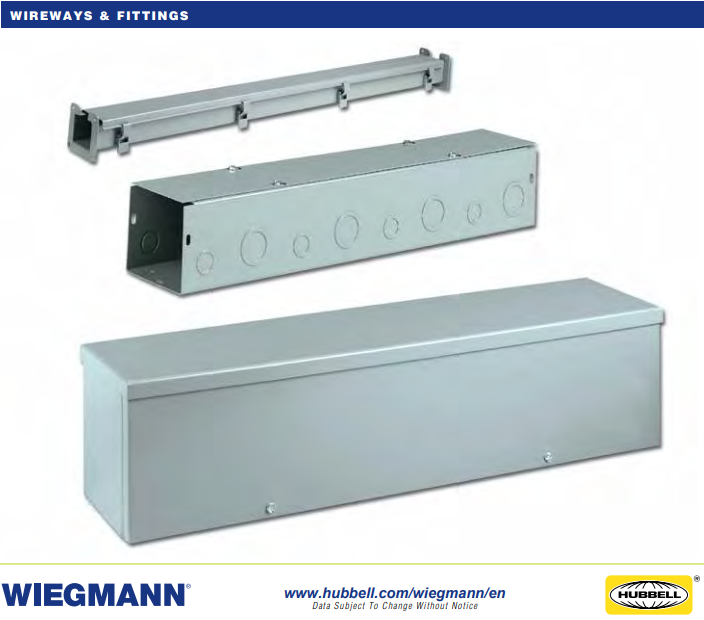 WIREWAYS & FITTINGS
WIEGMANN®
www.hubbell.com/wiegmann/en
Data Subject To Change Without Notice
HUBBELL®